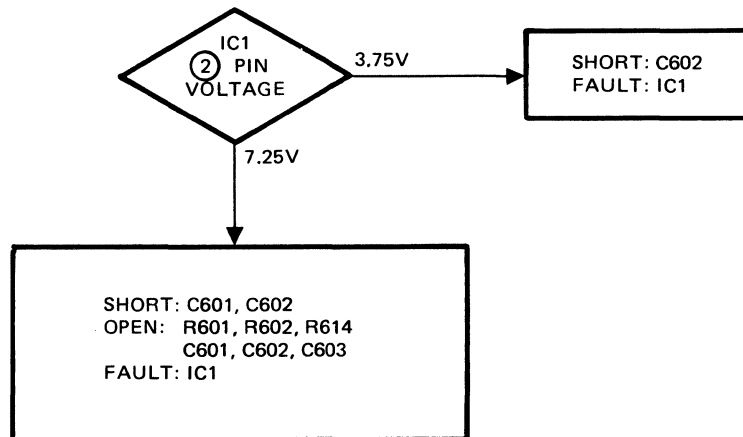 IC1
2 PIN
VOLTAGE
3.75V
SHORT: C602
FAULT: IC1
7.25V
SHORT: C601, C602
OPEN: R601, R602, R614
C601, C602, C603
FAULT: IC1